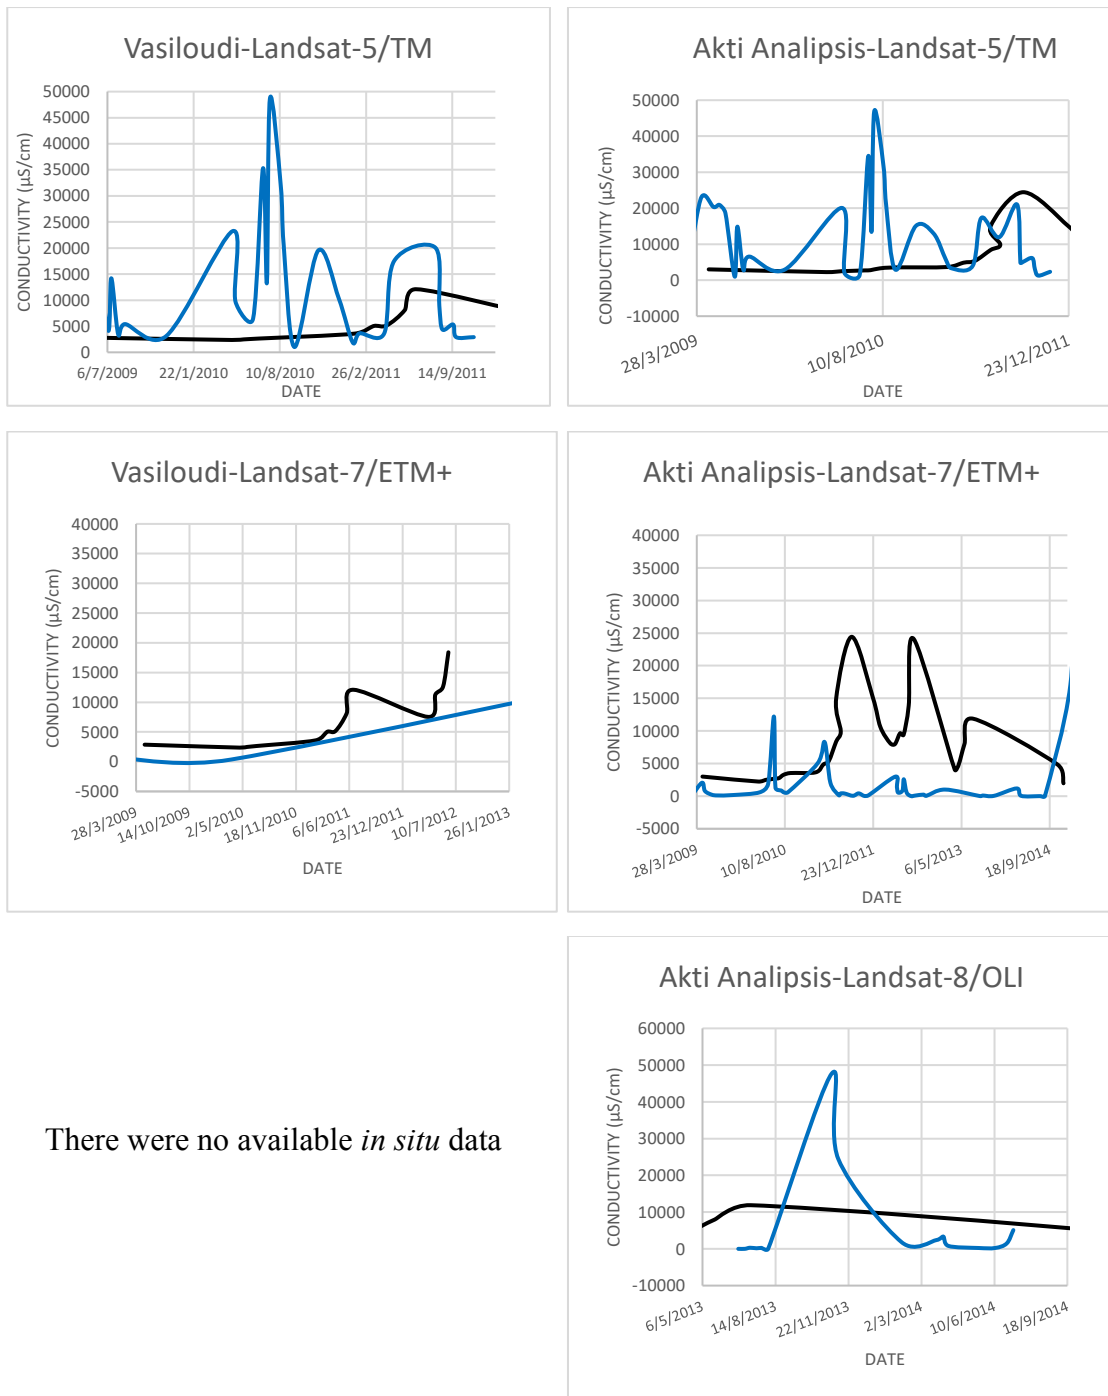 Vasiloudi-Landsat-5/TM
CONDUCTIVITY (µS/cm)
50000
45000
40000
35000
30000
25000
20000
15000
10000
5000
0
6/7/2009 22/1/2010 10/8/2010 26/2/2011 14/9/2011
DATE
Akti Analipsis-Landsat-5/TM
CONDUCTIVITY (µS/cm)
50000
40000
30000
20000
10000
0
-10000
28/3/2009 10/8/2010 23/12/2011
DATE
Vasiloudi-Landsat-7/ETM+
CONDUCTIVITY (µS/cm)
40000
35000
30000
25000
20000
15000
10000
5000
0
-5000
28/3/2009 14/10/2009 2/5/2010 18/11/2010 6/6/2011 23/12/2011 10/7/2012 26/1/2013
DATE
Akti Analipsis-Landsat-7/ETM+
CONDUCTIVITY (µS/cm)
40000
35000
30000
25000
20000
15000
10000
5000
0
-5000
28/3/2009 10/8/2010 23/12/2011 6/5/2013 18/9/2014
DATE
There were no available in situ data
Akti Analipsis-Landsat-8/OLI
CONDUCTIVITY (µS/cm)
60000
50000
40000
30000
20000
10000
0
-10000
6/5/2013 14/8/2013 22/11/2013 2/3/2014 10/6/2014 18/9/2014
DATE